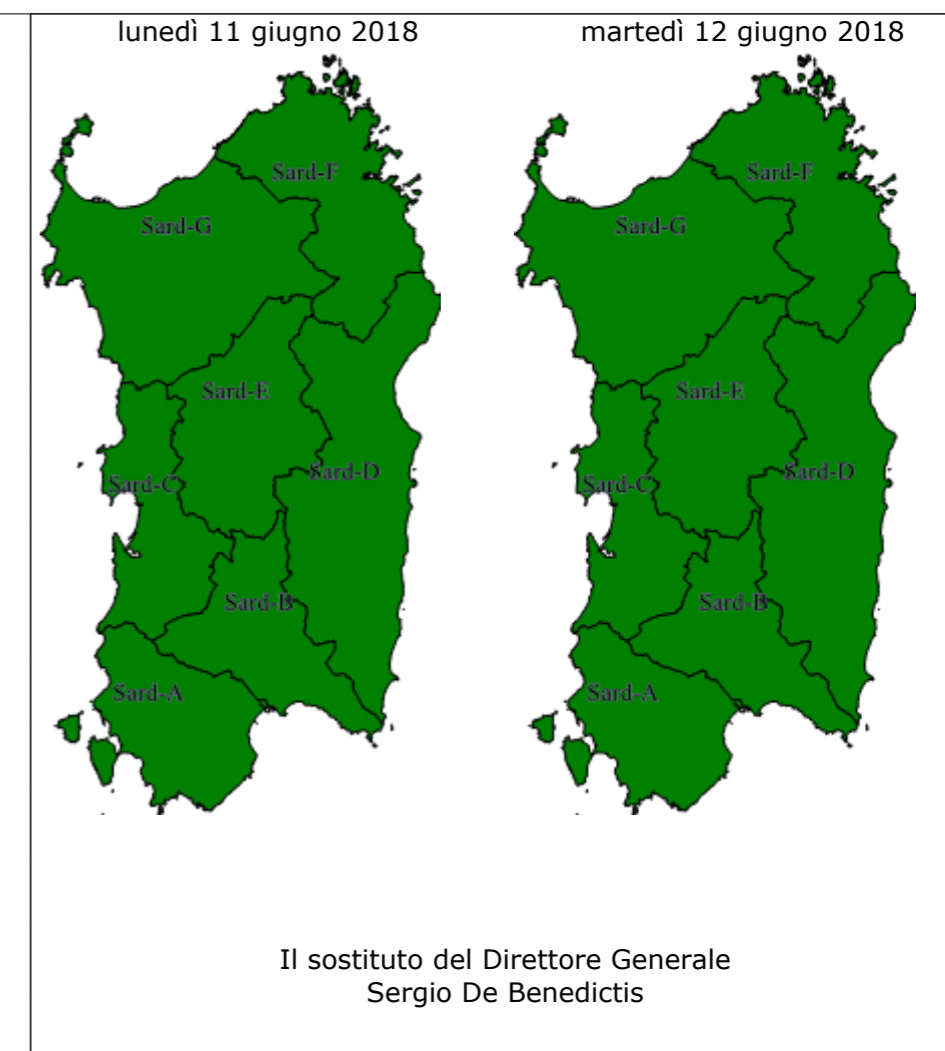 lunedì 11 giugno 2018
martedì 12 giugno 2018
Sard-F
Sard-G
Sard-E
Sard-D
Sard-C
Sard-B
Sard-A
Sard-F
Sard-G
Sard-E
Sard-D
Sard-C
Sard-B
Sard-A
Il sostituto del Direttore Generale
Sergio De Benedictis